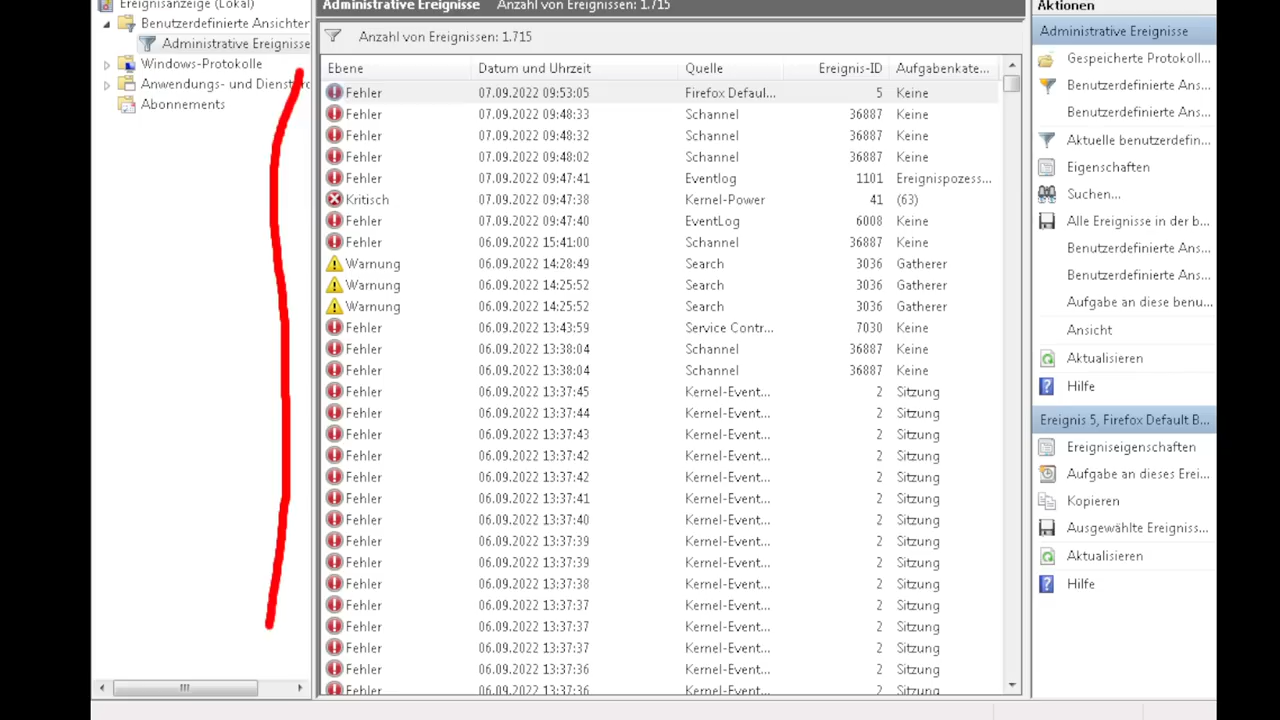 Ereignisanzeige (Lokal)
Benutzerdefinierte Ansichter
Administrative Ereignisse
Windows-Protokolle
Anwendungs- und Dienst
Abonnements
Administrative Ereignisse Anzahl von Ereignissen: 1.715
Anzahl von Ereignissen: 1.715
Ebene Datum und Uhrzeit Quelle Ereignis-ID Aufgabenkate...
Fehler 07.09.2022 09:53:05 Firefox Defaul... 5 Keine
Fehler 07.09.2022 09:48:33 Schannel 36887 Keine
Fehler 07.09.2022 09:48:32 Schannel 36887 Keine
Fehler 07.09.2022 09:48:02 Schannel 36887 Keine
Fehler 07.09.2022 09:47:41 Eventlog 1101 Ereignispozess...
Kritisch 07.09.2022 09:47:38 Kernel-Power 41 (63)
Fehler 07.09.2022 09:47:40 EventLog 6008 Keine
Fehler 06.09.2022 15:41:00 Schannel 36887 Keine
Warnung 06.09.2022 14:28:49 Search 3036 Gatherer
Warnung 06.09.2022 14:25:52 Search 3036 Gatherer
Warnung 06.09.2022 14:25:52 Search 3036 Gatherer
Fehler 06.09.2022 13:43:59 Service Contr... 7030 Keine
Fehler 06.09.2022 13:38:04 Schannel 36887 Keine
Fehler 06.09.2022 13:38:04 Schannel 36887 Keine
Fehler 06.09.2022 13:37:45 Kernel-Event... 2 Sitzung
Fehler 06.09.2022 13:37:44 Kernel-Event... 2 Sitzung
Fehler 06.09.2022 13:37:43 Kernel-Event... 2 Sitzung
Fehler 06.09.2022 13:37:42 Kernel-Event... 2 Sitzung
Fehler 06.09.2022 13:37:42 Kernel-Event... 2 Sitzung
Fehler 06.09.2022 13:37:41 Kernel-Event... 2 Sitzung
Fehler 06.09.2022 13:37:40 Kernel-Event... 2 Sitzung
Fehler 06.09.2022 13:37:39 Kernel-Event... 2 Sitzung
Fehler 06.09.2022 13:37:39 Kernel-Event... 2 Sitzung
Fehler 06.09.2022 13:37:38 Kernel-Event... 2 Sitzung
Fehler 06.09.2022 13:37:37 Kernel-Event... 2 Sitzung
Fehler 06.09.2022 13:37:37 Kernel-Event... 2 Sitzung
Fehler 06.09.2022 13:37:37 Kernel-Event... 2 Sitzung
Fehler 06.09.2022 13:37:36 Kernel-Event... 2 Sitzung
Fehler 06.09.2022 13:37:36 Kernel-Event... 2 Sitzung
Aktionen
Administrative Ereignisse
Gespeicherte Protokoll...
Benutzerdefinierte Ans...
Benutzerdefinierte Ans...
Aktuelle benutzerdefin...
Eigenschaften
Suchen...
Alle Ereignisse in der b...
Benutzerdefinierte Ans...
Benutzerdefinierte Ans...
Aufgabe an diese benu...
Ansicht
Aktualisieren
Hilfe
Ereignis 5, Firefox Default B...
Ereigniseigenschaften
Aufgabe an dieses Erei...
Kopieren
Ausgewählte Ereigniss...
Aktualisieren
Hilfe